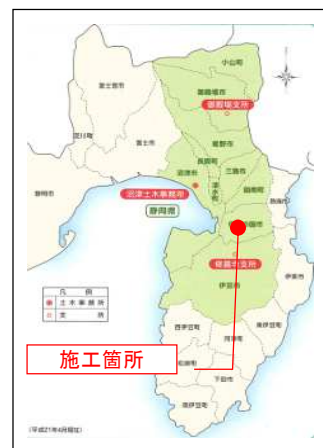 小山町
富士宮市
御殿場市
御殿場支所
裾野市
芝川町
富士市
長泉町
沼津市
三島市
清水町
函南町
静岡市
沼津土木事務所
熱海市
静岡県
伊豆の国市
修善寺支所
伊東市
伊豆市
凡例
土木事務所
支所
西伊豆町
河津町
東伊豆町
施工箇所
松崎町
下田市
南伊豆町
(平成21年4月現在)